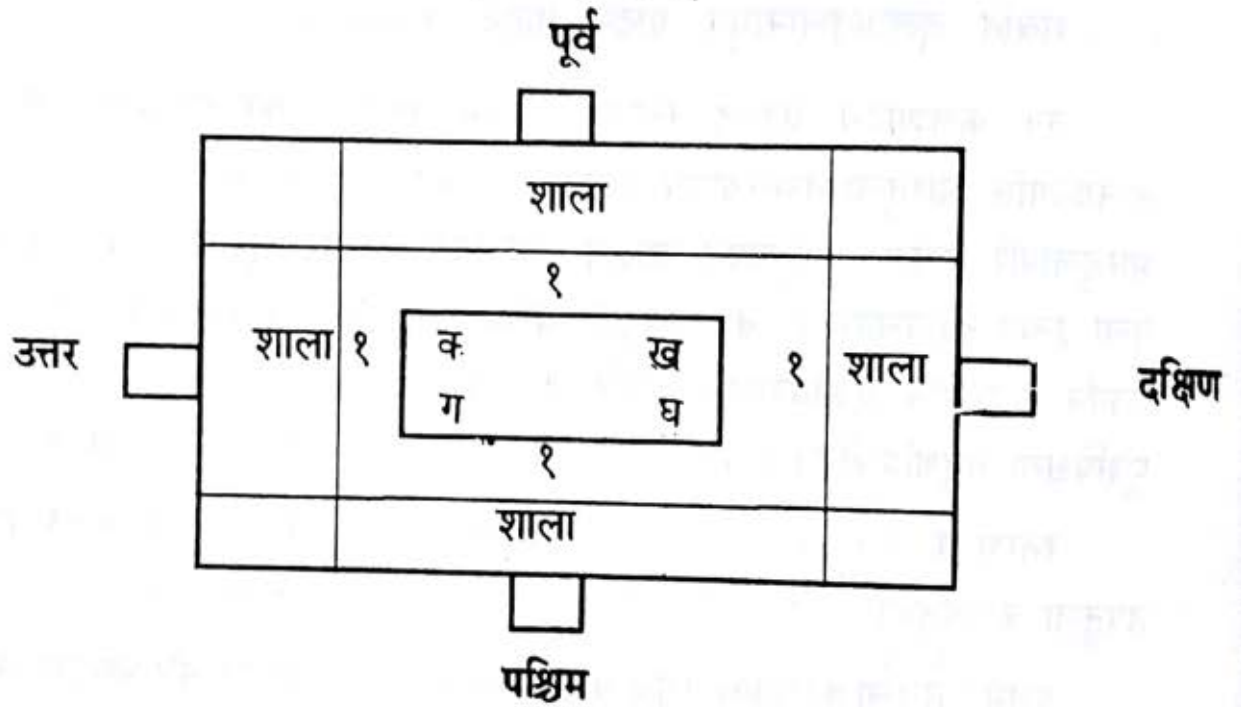 पूर्व
शाला
१
उत्तर शाला १ क ख १ शाला दक्षिण
ग घ
१
शाला
पश्चिम